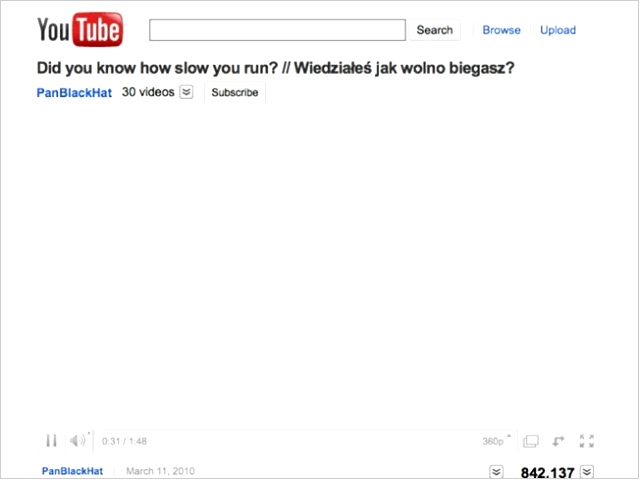 YouTube Search Browse Upload
Did you know how slow you run? // Wiedziałeś jak wolno biegasz?
PanBlackHat 30 videos Subscribe
0:31 / 1:48 360p
PanBlackHat March 11, 2010 842.137